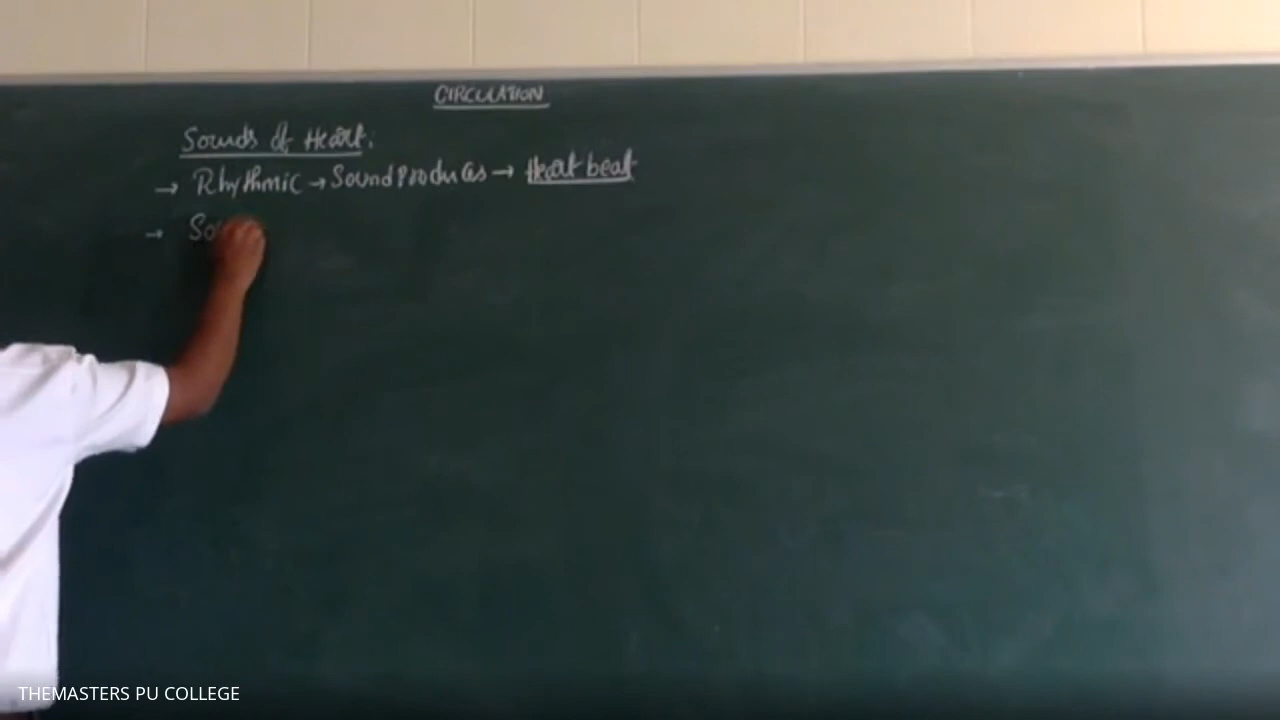 CIRCULATION
Sounds of Heart:
→ Rhythmic → Sound Produces → Heart beat
→ So
THEMASTERS PU COLLEGE